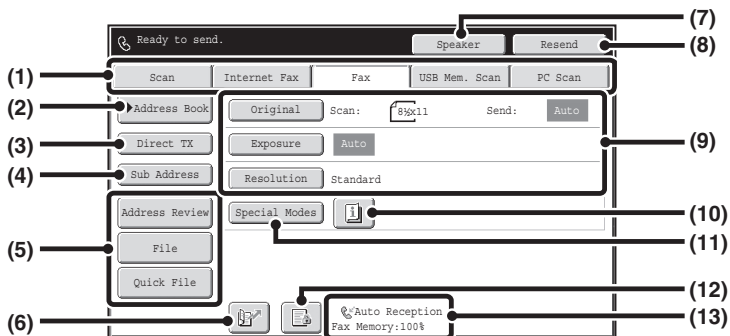 (7)
Ready to send. Speaker Resend (8)
(1) Scan Internet Fax Fax USB Mem. Scan PC Scan
(2) Address Book Original Scan: 8½x11 Send: Auto
(3) Direct TX Exposure Auto (9)
(4) Sub Address Resolution Standard
Address Review Special Modes (10)
(11)
(5) File
Quick File (12)
(6) Auto Reception (13)
Fax Memory:100%